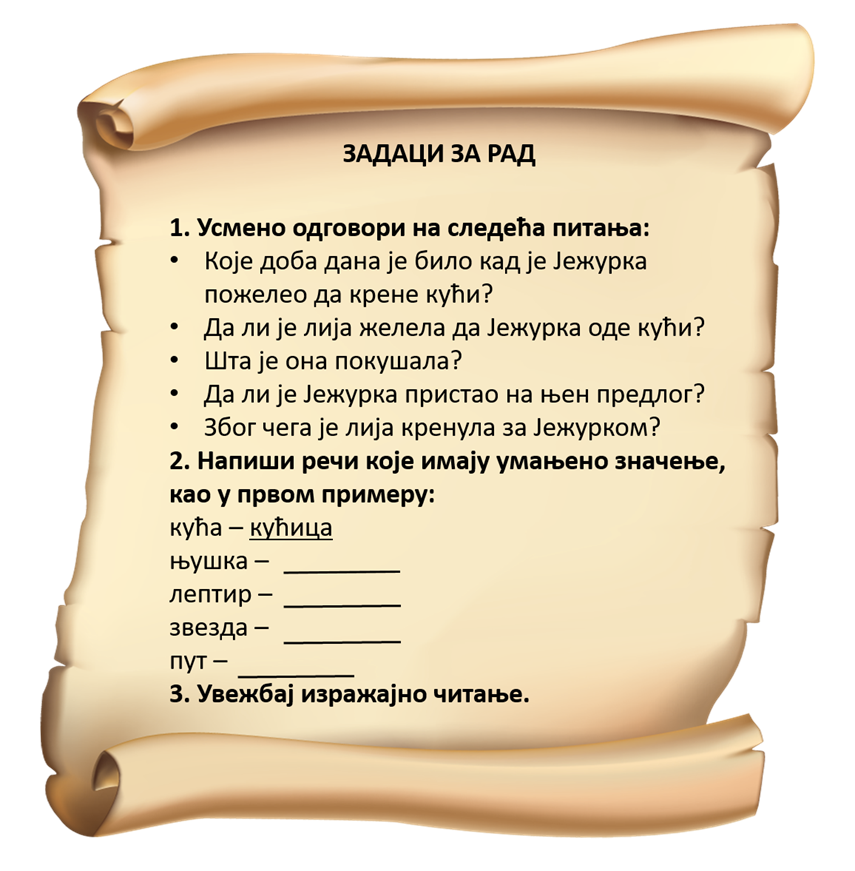 ЗАДАЦИ ЗА РАД
1. Усмено одговори на следећа питања:
• Које доба дана је било кад је Јежурка
пожелео да крене кући?
• Да ли је лија желела да Јежурка оде кући?
• Шта је она покушала?
• Да ли је Јежурка пристао на њен предлог?
• Због чега је лија кренула за Јежурком?
2. Напиши речи које имају умањено значење,
као у првом примеру:
кућа – кућица
њушка – _________
лептир – _________
звезда – _________
пут – _________
3. Увежбај изражајно читање.